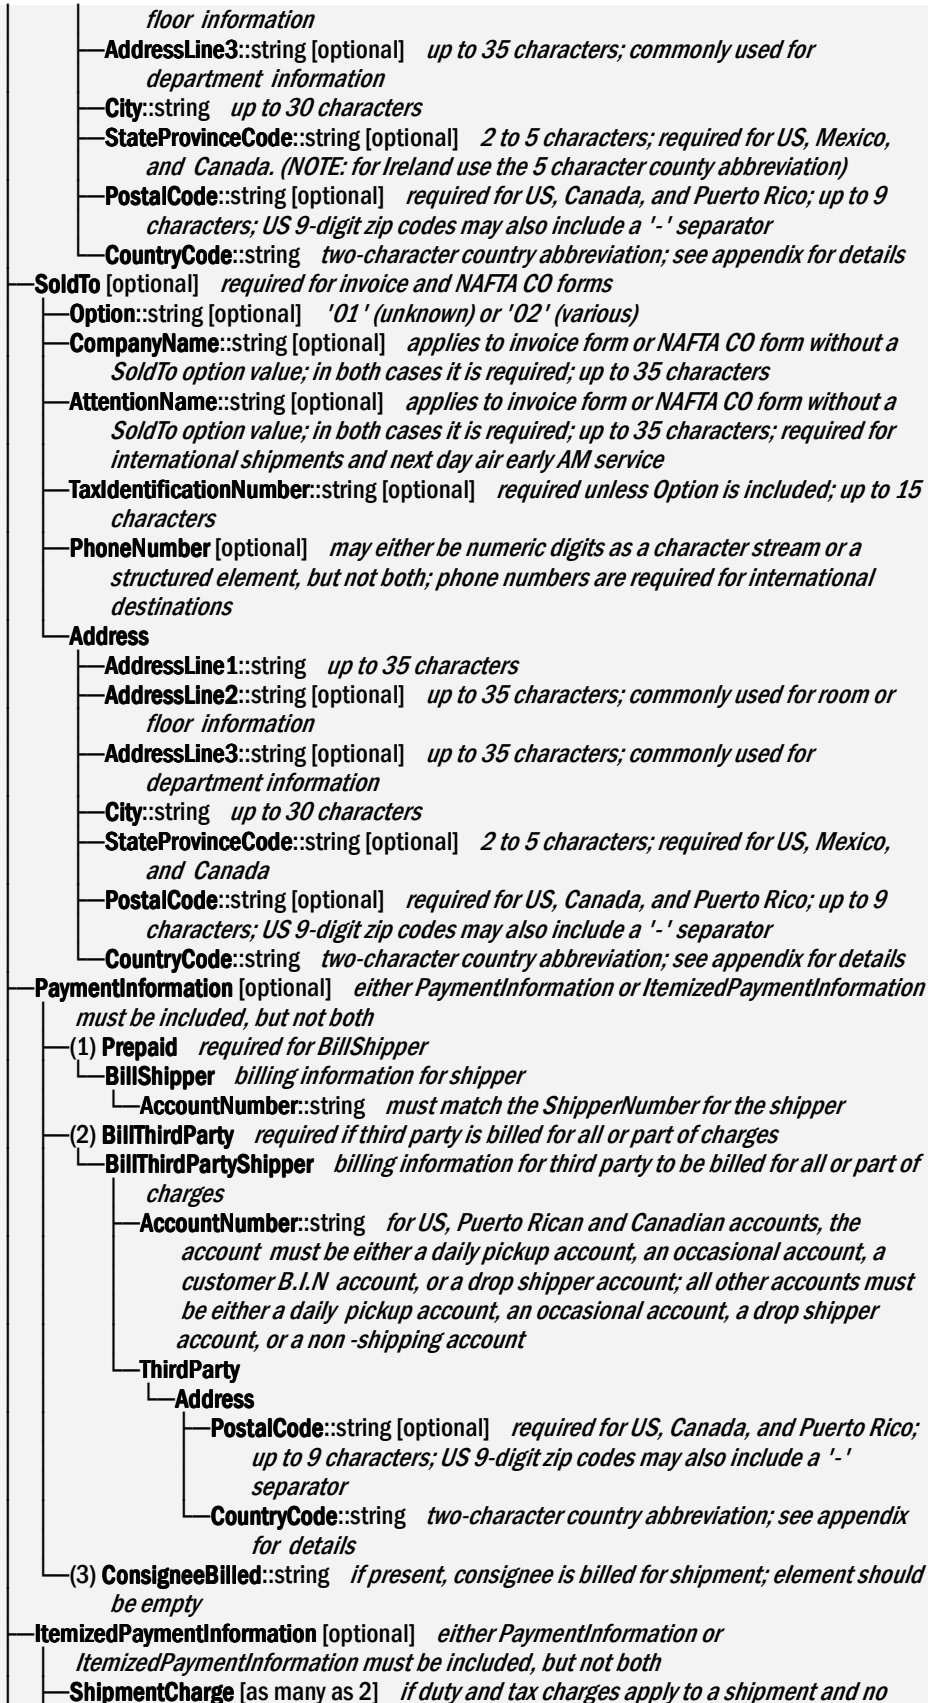 floor information
AddressLine3::string [optional] up to 35 characters; commonly used for
department information
City::string up to 30 characters
StateProvinceCode::string [optional] 2 to 5 characters; required for US, Mexico,
and Canada. (NOTE: for Ireland use the 5 character county abbreviation)
PostalCode::string [optional] required for US, Canada, and Puerto Rico; up to 9
characters; US 9-digit zip codes may also include a '-' separator
CountryCode::string two-character country abbreviation; see appendix for details
SoldTo [optional] required for invoice and NAFTA CO forms
Option::string [optional] '01' (unknown) or '02' (various)
CompanyName::string [optional] applies to invoice form or NAFTA CO form without a
SoldTo option value; in both cases it is required; up to 35 characters
AttentionName::string [optional] applies to invoice form or NAFTA CO form without a
SoldTo option value; in both cases it is required; up to 35 characters; required for
international shipments and next day air early AM service
TaxIdentificationNumber::string [optional] required unless Option is included; up to 15
characters
PhoneNumber [optional] may either be numeric digits as a character stream or a
structured element, but not both; phone numbers are required for international
destinations
Address
AddressLine1::string up to 35 characters
AddressLine2::string [optional] up to 35 characters; commonly used for room or
floor information
AddressLine3::string [optional] up to 35 characters; commonly used for
department information
City::string up to 30 characters
StateProvinceCode::string [optional] 2 to 5 characters; required for US, Mexico,
and Canada
PostalCode::string [optional] required for US, Canada, and Puerto Rico; up to 9
characters; US 9-digit zip codes may also include a '-' separator
CountryCode::string two-character country abbreviation; see appendix for details
PaymentInformation [optional] either PaymentInformation or ItemizedPaymentInformation
must be included, but not both
(1) Prepaid required for BillShipper
BillShipper billing information for shipper
AccountNumber::string must match the ShipperNumber for the shipper
(2) BillThirdParty required if third party is billed for all or part of charges
BillThirdPartyShipper billing information for third party to be billed for all or part of
charges
AccountNumber::string for US, Puerto Rican and Canadian accounts, the
account must be either a daily pickup account, an occasional account, a
customer B.I.N account, or a drop shipper account; all other accounts must
be either a daily pickup account, an occasional account, a drop shipper
account, or a non -shipping account
ThirdParty
Address
PostalCode::string [optional] required for US, Canada, and Puerto Rico;
up to 9 characters; US 9-digit zip codes may also include a '-'
separator
CountryCode::string two-character country abbreviation; see appendix
for details
(3) ConsigneeBilled::string if present, consignee is billed for shipment; element should
be empty
ItemizedPaymentInformation [optional] either PaymentInformation or
ItemizedPaymentInformation must be included, but not both
ShipmentCharge [as many as 2] if duty and tax charges apply to a shipment and no